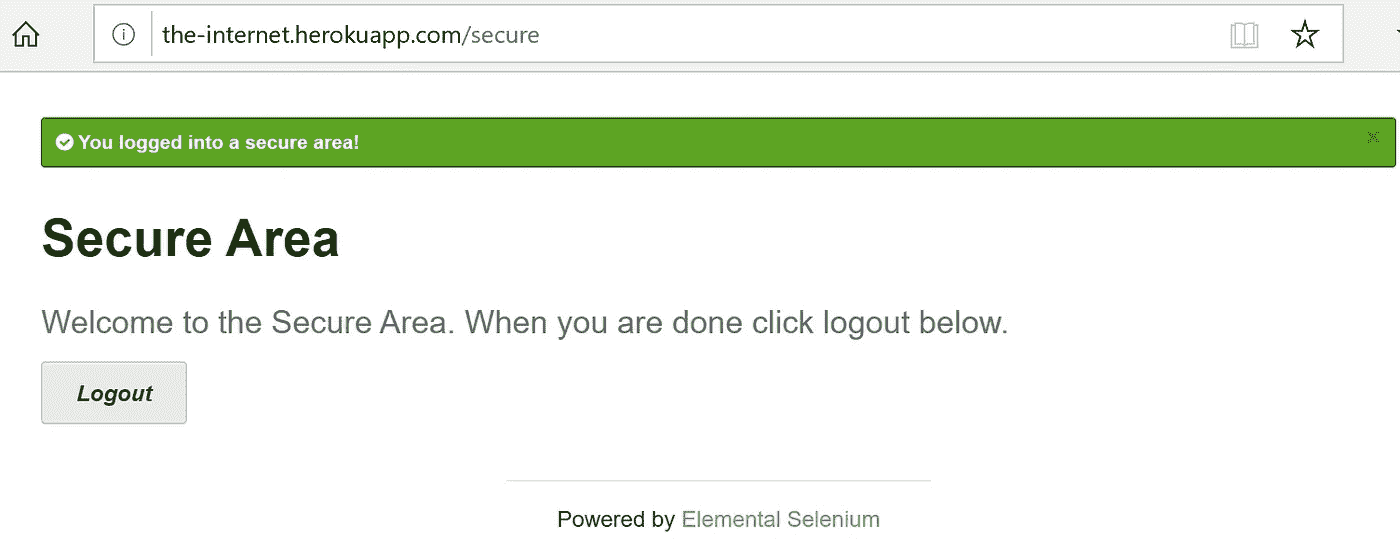 the-internet.herokuapp.com/secure
You logged into a secure area!
Secure Area
Welcome to the Secure Area. When you are done click logout below.
Logout
Powered by Elemental Selenium